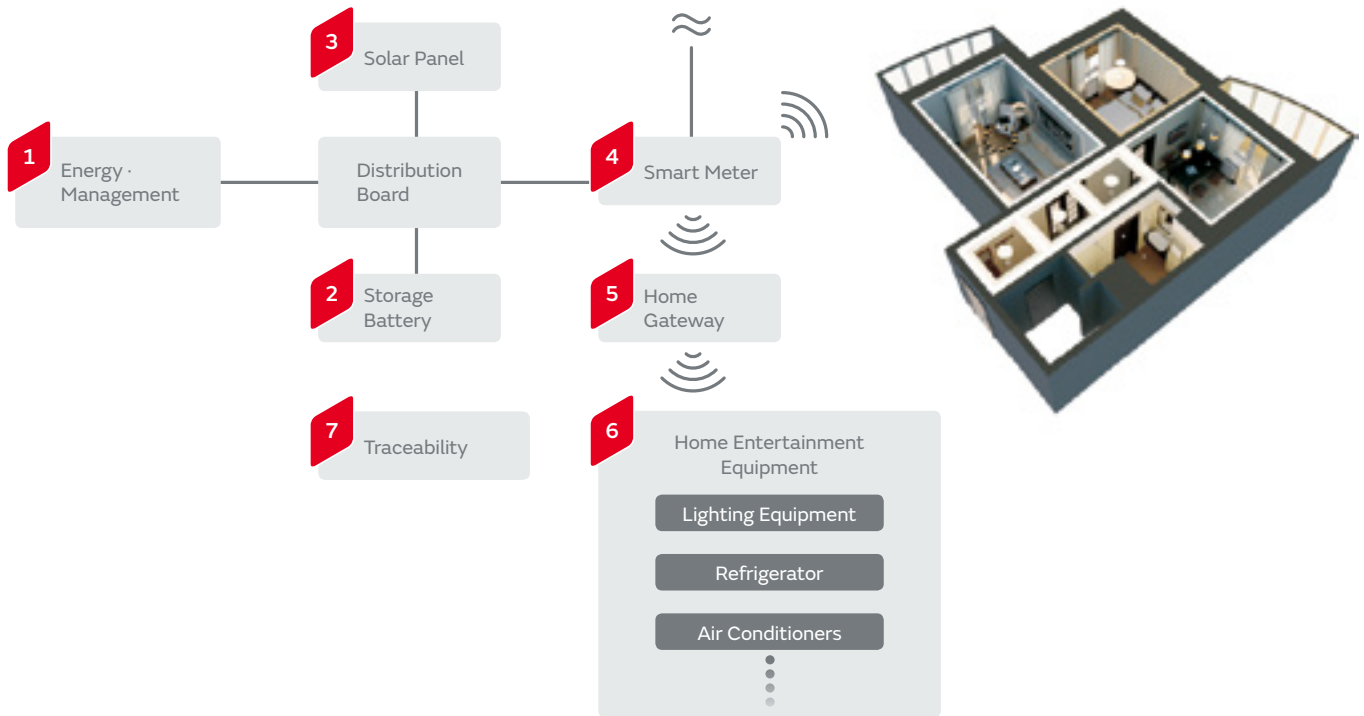 3
Solar Panel
1
Energy ·
Management
Distribution
Board
4
Smart Meter
2
Storage
Battery
5
Home
Gateway
7
Traceability
6
Home Entertainment
Equipment
Lighting Equipment
Refrigerator
Air Conditioners